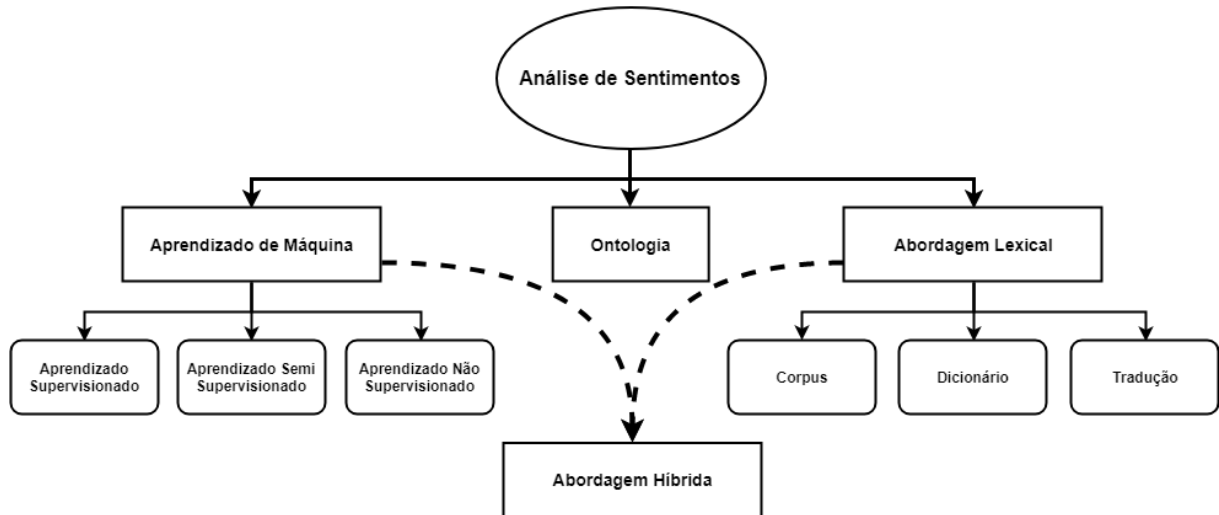 Análise de Sentimentos
Aprendizado de Máquina
Ontologia
Abordagem Lexical
Aprendizado
Supervisionado
Aprendizado Semi
Supervisionado
Aprendizado Não
Supervisionado
Corpus
Dicionário
Tradução
Abordagem Híbrida